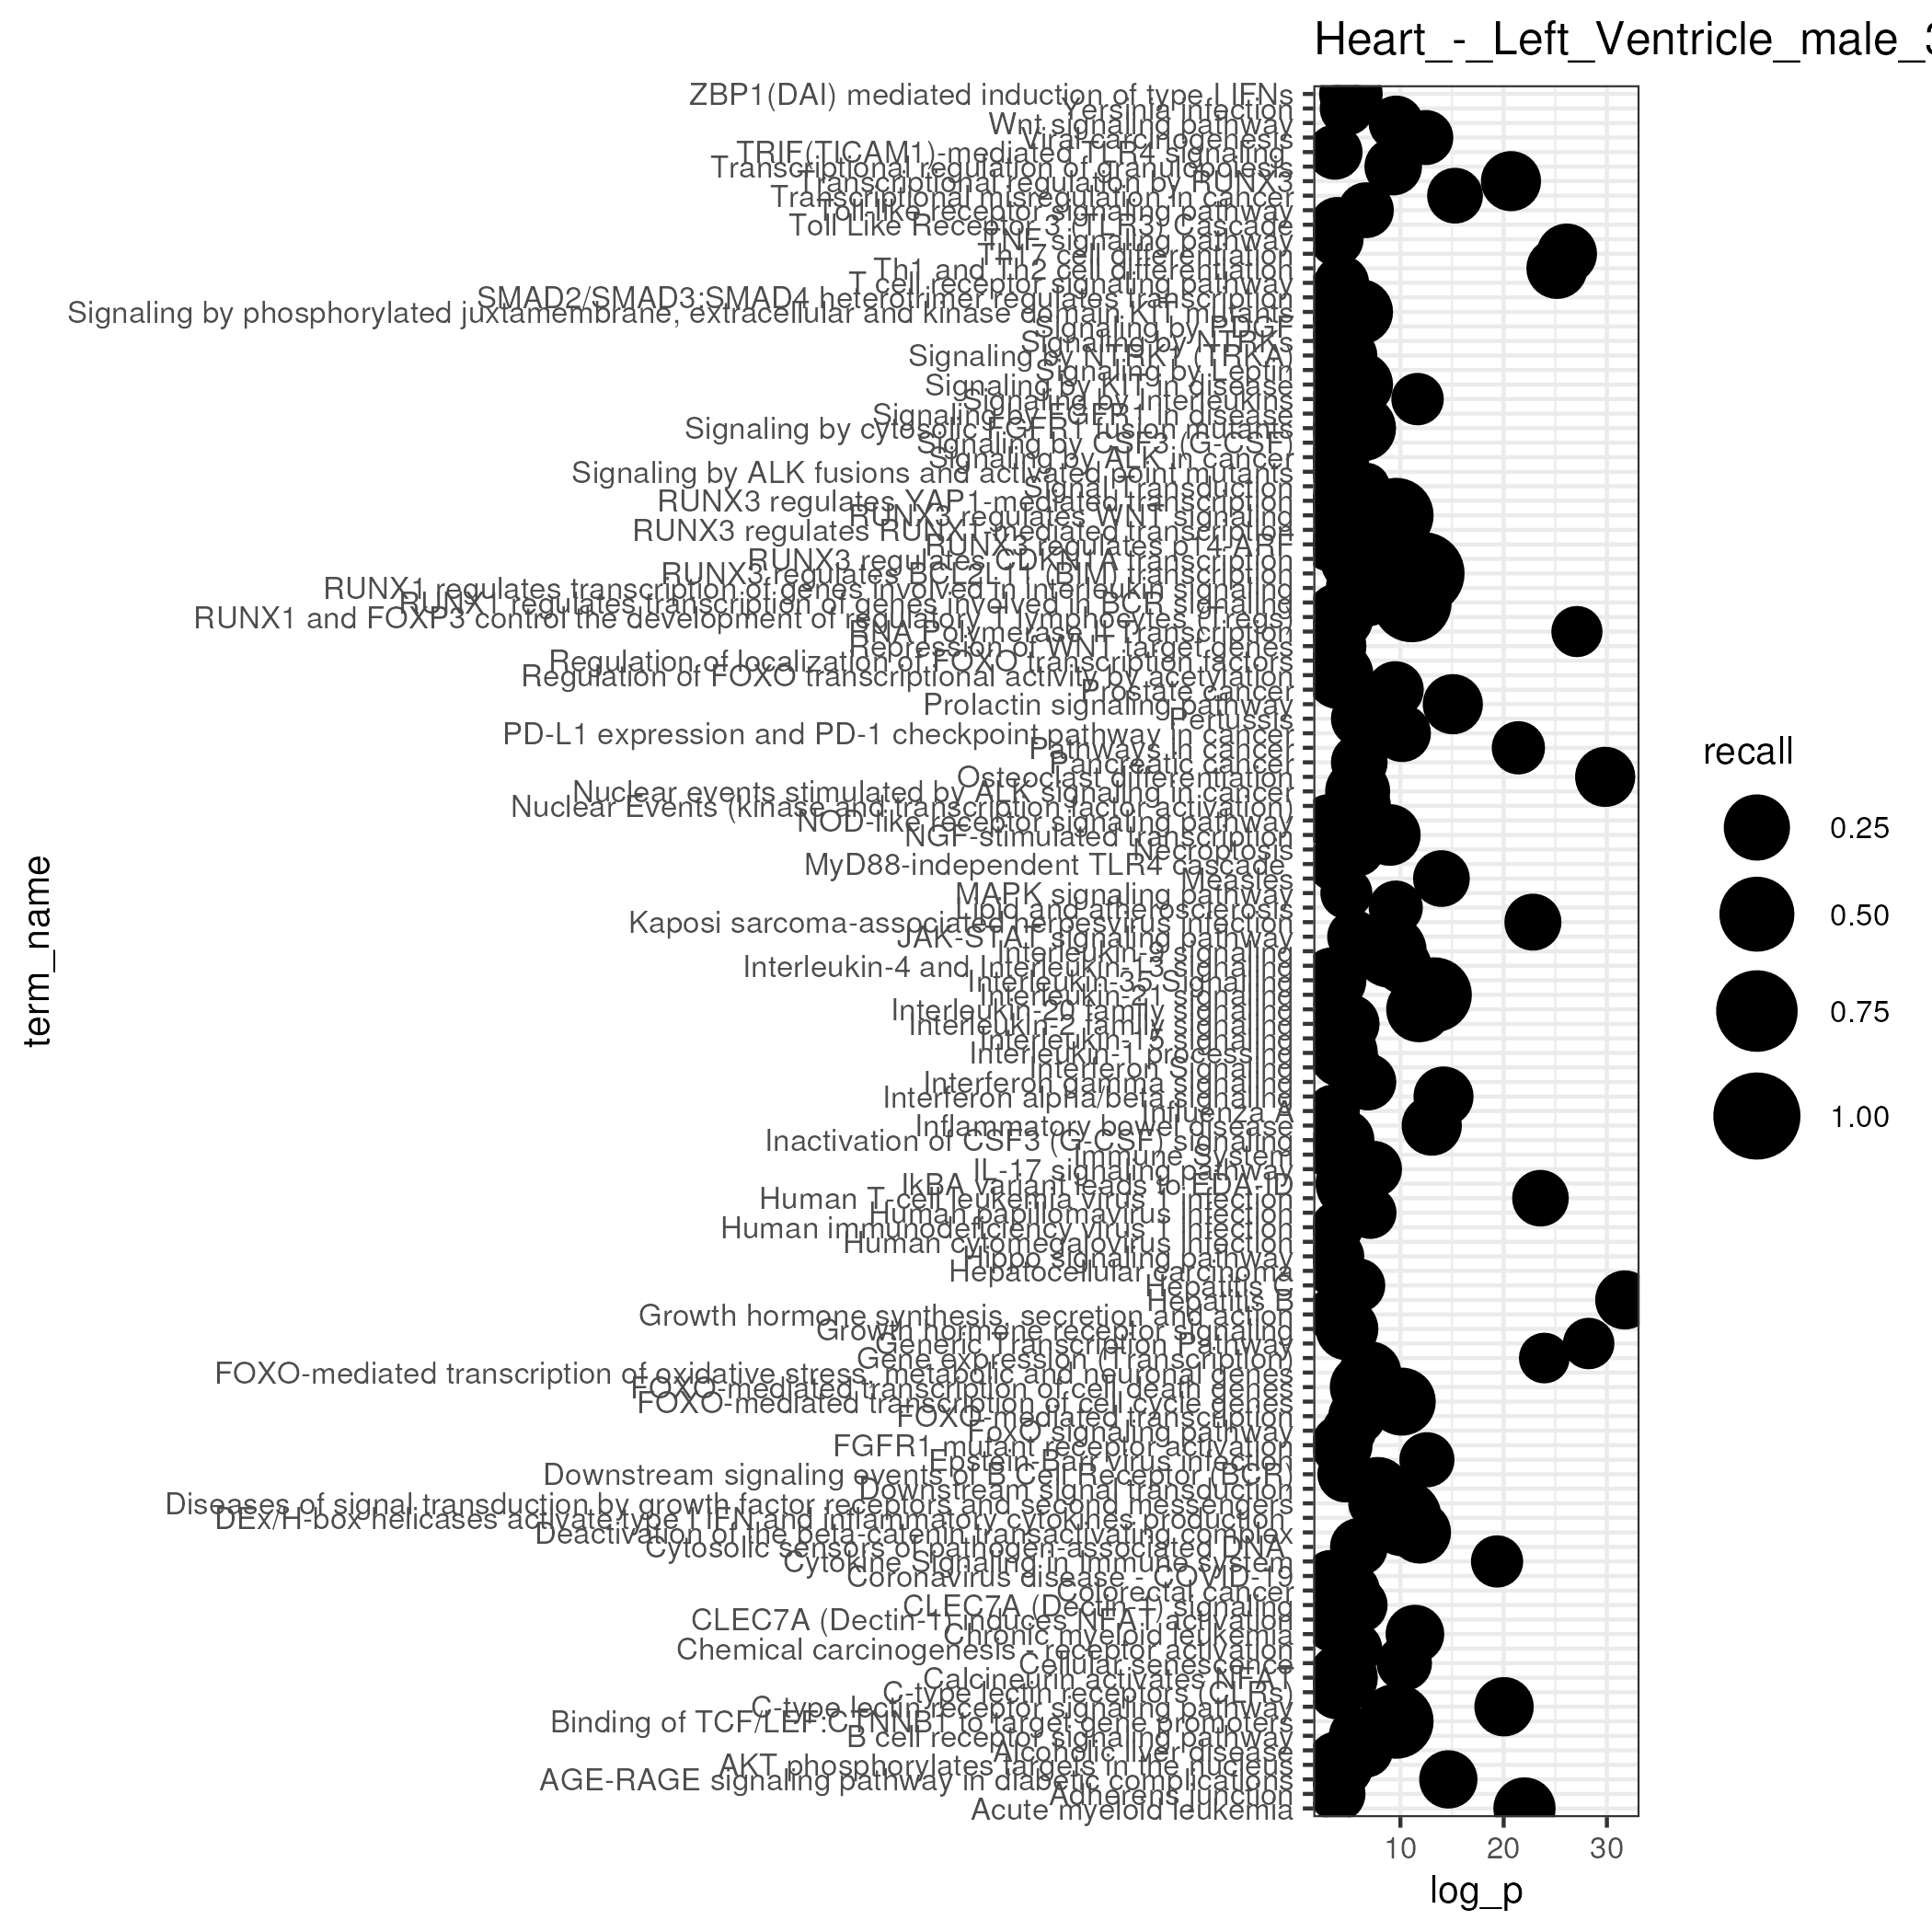 Heart_-_Left_Ventricle_male_3
term_name
ZBP1(DAI) mediated induction of type I IFNs
Yersinia infection
Wnt signaling pathway
Viral carcinogenesis
TRIF(TICAM1)-mediated TLR4 signaling
Transcriptional regulation of granulopoiesis
Transcriptional regulation by RUNX3
Transcriptional misregulation in cancer
Toll-like receptor signaling pathway
Toll Like Receptor 3 (TLR3) Cascade
TNF signaling pathway
Th17 cell differentiation
Th1 and Th2 cell differentiation
T cell receptor signaling pathway
SMAD2/SMAD3:SMAD4 heterotrimer regulates transcription
Signaling by phosphorylated juxtamembrane, extracellular and kinase domain KIT mutants
Signaling by PDGF
Signaling by NTRKs
Signaling by NTRK1 (TRKA)
Signaling by Leptin
Signaling by KIT in disease
Signaling by Interleukins
Signaling by FGFR1 in disease
Signaling by cytosolic FGFR1 fusion mutants
Signaling by CSF3 (G-CSF)
Signaling by ALK in cancer
Signaling by ALK fusions and activated point mutants
Signal Transduction
RUNX3 regulates YAP1-mediated transcription
RUNX3 regulates WNT signaling
RUNX3 regulates RUNX1-mediated transcription
RUNX3 regulates p14-ARF
RUNX3 regulates CDKN1A transcription
RUNX3 regulates BCL2L11 (BIM) transcription
RUNX1 regulates transcription of genes involved in interleukin signaling
RUNX1 regulates transcription of genes involved in BCR signaling
RUNX1 and FOXP3 control the development of regulatory T lymphocytes (Tregs)
RNA Polymerase II Transcription
Repression of WNT target genes
Regulation of localization of FOXO transcription factors
Regulation of FOXO transcriptional activity by acetylation
Prostate cancer
Prolactin signaling pathway
Pertussis
PD-L1 expression and PD-1 checkpoint pathway in cancer
Pathways in cancer
Pancreatic cancer
Osteoclast differentiation
Nuclear events stimulated by ALK signaling in cancer
Nuclear Events (kinase and transcription factor activation)
NOD-like receptor signaling pathway
NGF-stimulated transcription
Necroptosis
MyD88-independent TLR4 cascade
Measles
MAPK signaling pathway
Lipid and atherosclerosis
Kaposi sarcoma-associated herpesvirus infection
JAK-STAT signaling pathway
Interleukin-9 signaling
Interleukin-4 and Interleukin-13 signaling
Interleukin-35 Signalling
Interleukin-21 signaling
Interleukin-20 family signaling
Interleukin-2 family signaling
Interleukin-15 signaling
Interleukin-1 processing
Interferon Signaling
Interferon gamma signaling
Interferon alpha/beta signaling
Influenza A
Inflammatory bowel disease
Inactivation of CSF3 (G-CSF) signaling
Immune System
IL-17 signaling pathway
IkBA variant leads to EDA-ID
Human T-cell leukemia virus 1 infection
Human papillomavirus infection
Human immunodeficiency virus 1 infection
Human cytomegalovirus infection
Hippo signaling pathway
Hepatocellular carcinoma
Hepatitis C
Hepatitis B
Growth hormone synthesis, secretion and action
Growth hormone receptor signaling
Generic Transcription Pathway
Gene expression (Transcription)
FOXO-mediated transcription of oxidative stress, metabolic and neuronal genes
FOXO-mediated transcription of cell death genes
FOXO-mediated transcription of cell cycle genes
FOXO-mediated transcription
FoxO signaling pathway
FGFR1 mutant receptor activation
Epstein-Barr virus infection
Downstream signaling events of B Cell Receptor (BCR)
Downstream signal transduction
Diseases of signal transduction by growth factor receptors and second messengers
DEx/H-box helicases activate type I IFN and inflammatory cytokines production
Deactivation of the beta-catenin transactivating complex
Cytosolic sensors of pathogen-associated DNA
Cytokine Signaling in Immune system
Coronavirus disease - COVID-19
Colorectal cancer
CLEC7A (Dectin-1) signaling
CLEC7A (Dectin-1) induces NFAT activation
Chronic myeloid leukemia
Chemical carcinogenesis - receptor activation
Cellular senescence
Calcineurin activates NFAT
C-type lectin receptors (CLRs)
C-type lectin receptor signaling pathway
Binding of TCF/LEF:CTNNB1 to target gene promoters
B cell receptor signaling pathway
Alcoholic liver disease
AKT phosphorylates targets in the nucleus
AGE-RAGE signaling pathway in diabetic complications
Adherens junction
Acute myeloid leukemia
10 20 30
log_p
recall
0.25
0.50
0.75
1.00